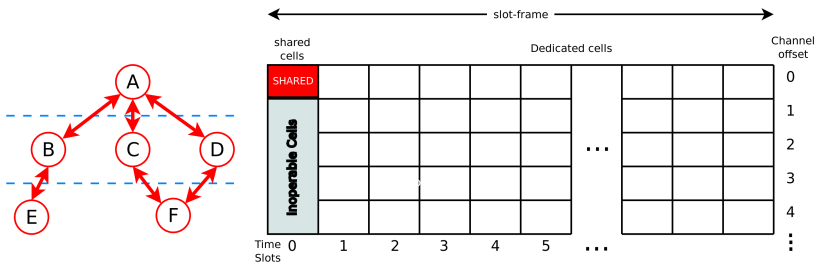 slot-frame
shared
cells
Dedicated cells
Channel
offset
A
B
C
D
E
F
SHARED
Inoperable Cells
...
0
1
2
3
4
⋮
Time
Slots
0
1
2
3
4
5
...